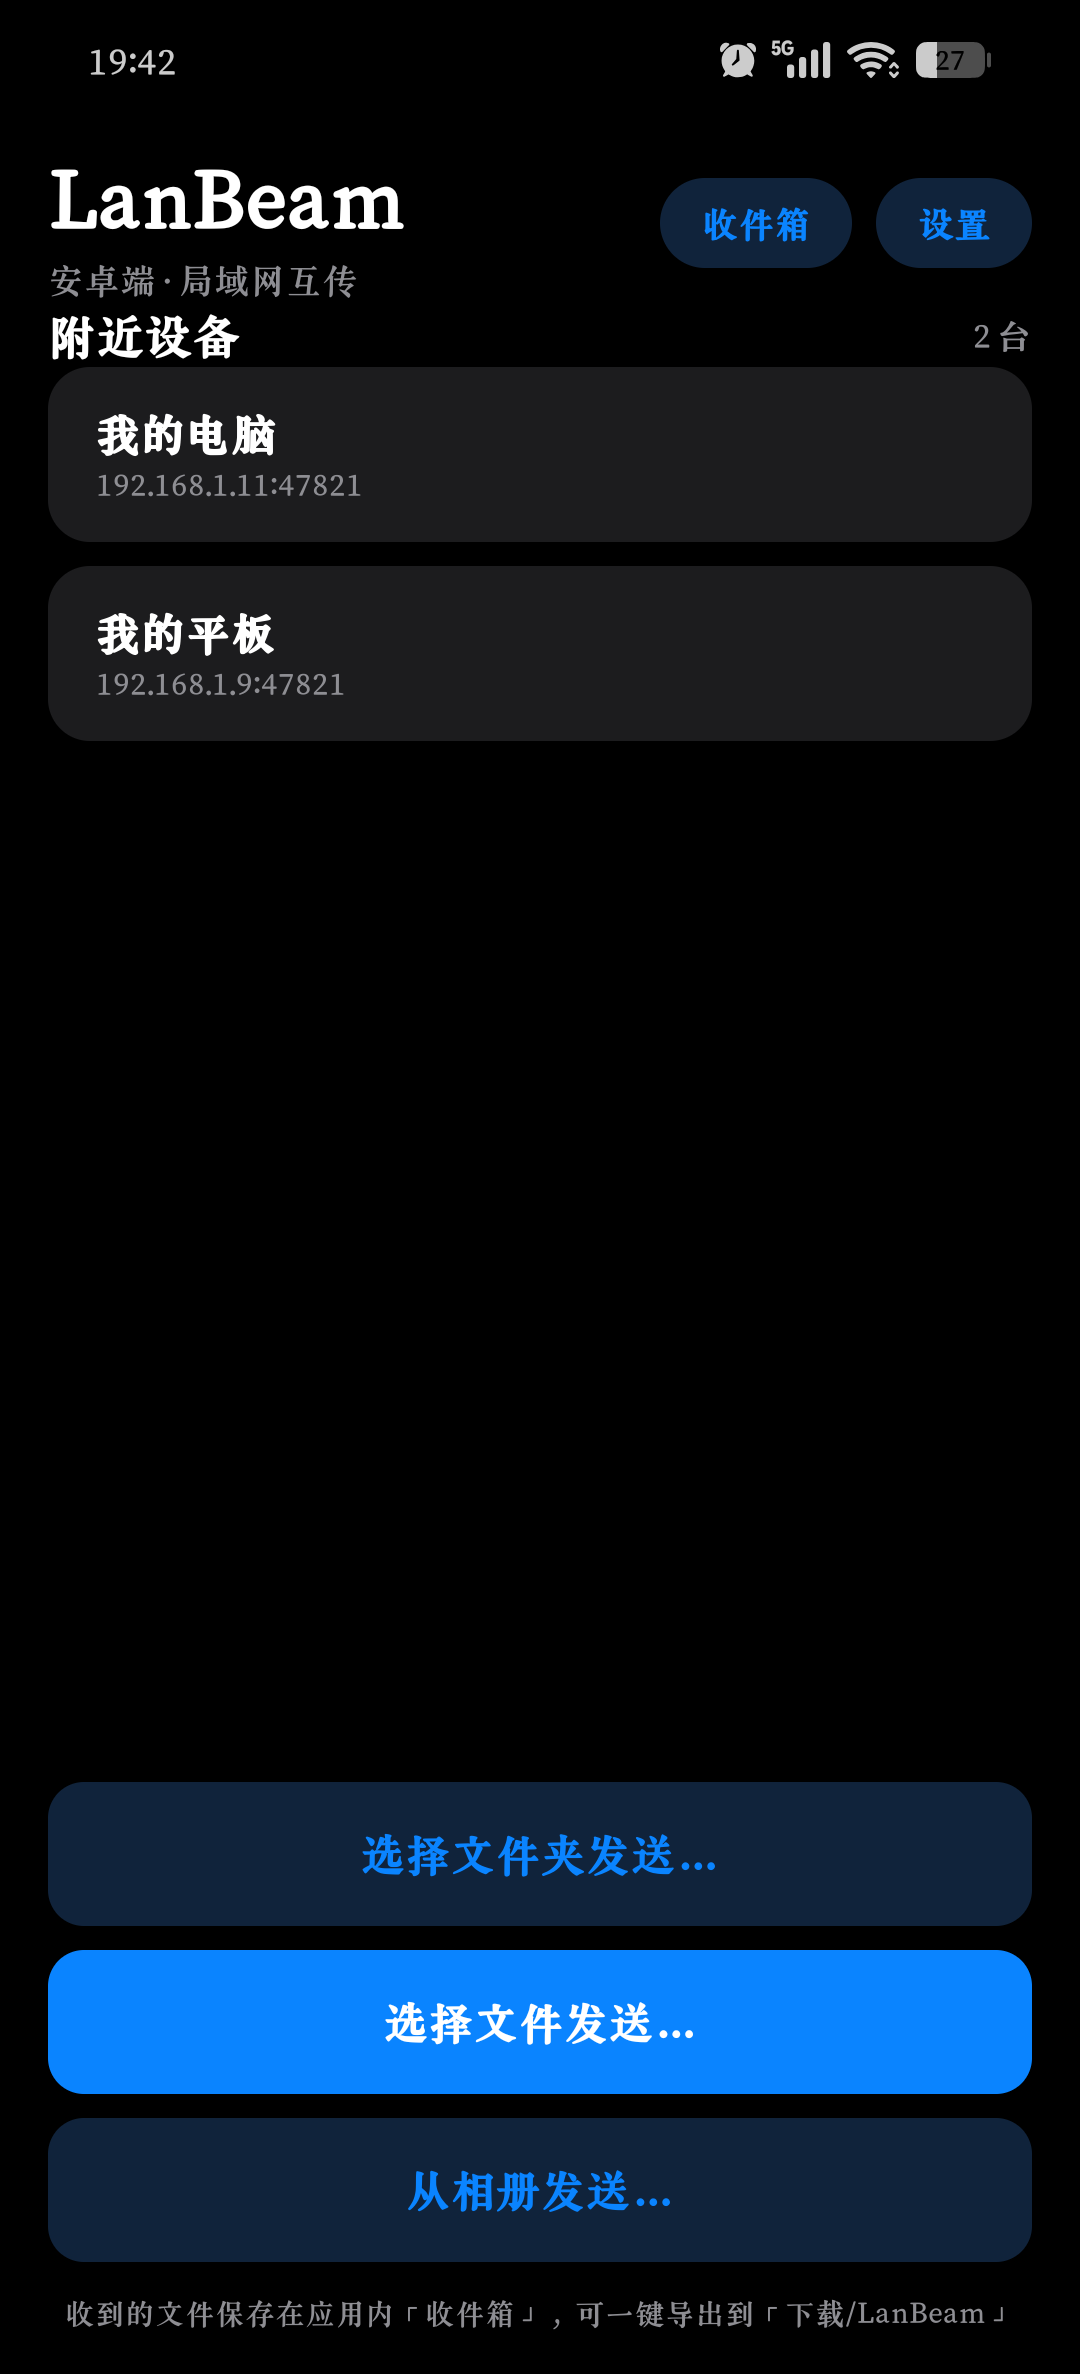 19:42
5G
27
LanBeam
收件箱
设置
安卓端·局域网互传
附近设备
2 台
我的电脑
192.168.1.11:47821
我的平板
192.168.1.9:47821
选择文件夹发送…
选择文件发送…
从相册发送…
收到的文件保存在应用内「收件箱」，可一键导出到「下载/LanBeam」